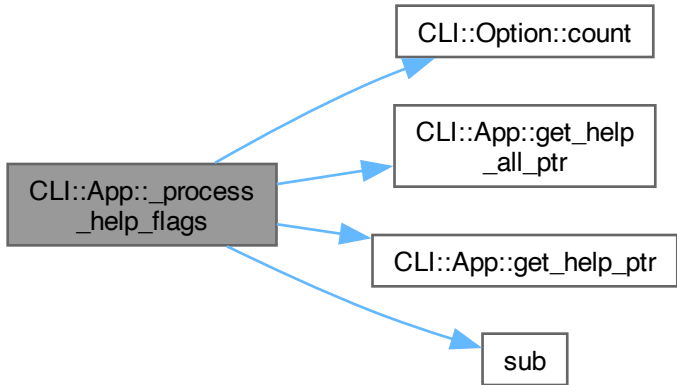 CLI::App::_process
_help_flags
CLI::Option::count
CLI::App::get_help
_all_ptr
CLI::App::get_help_ptr
sub